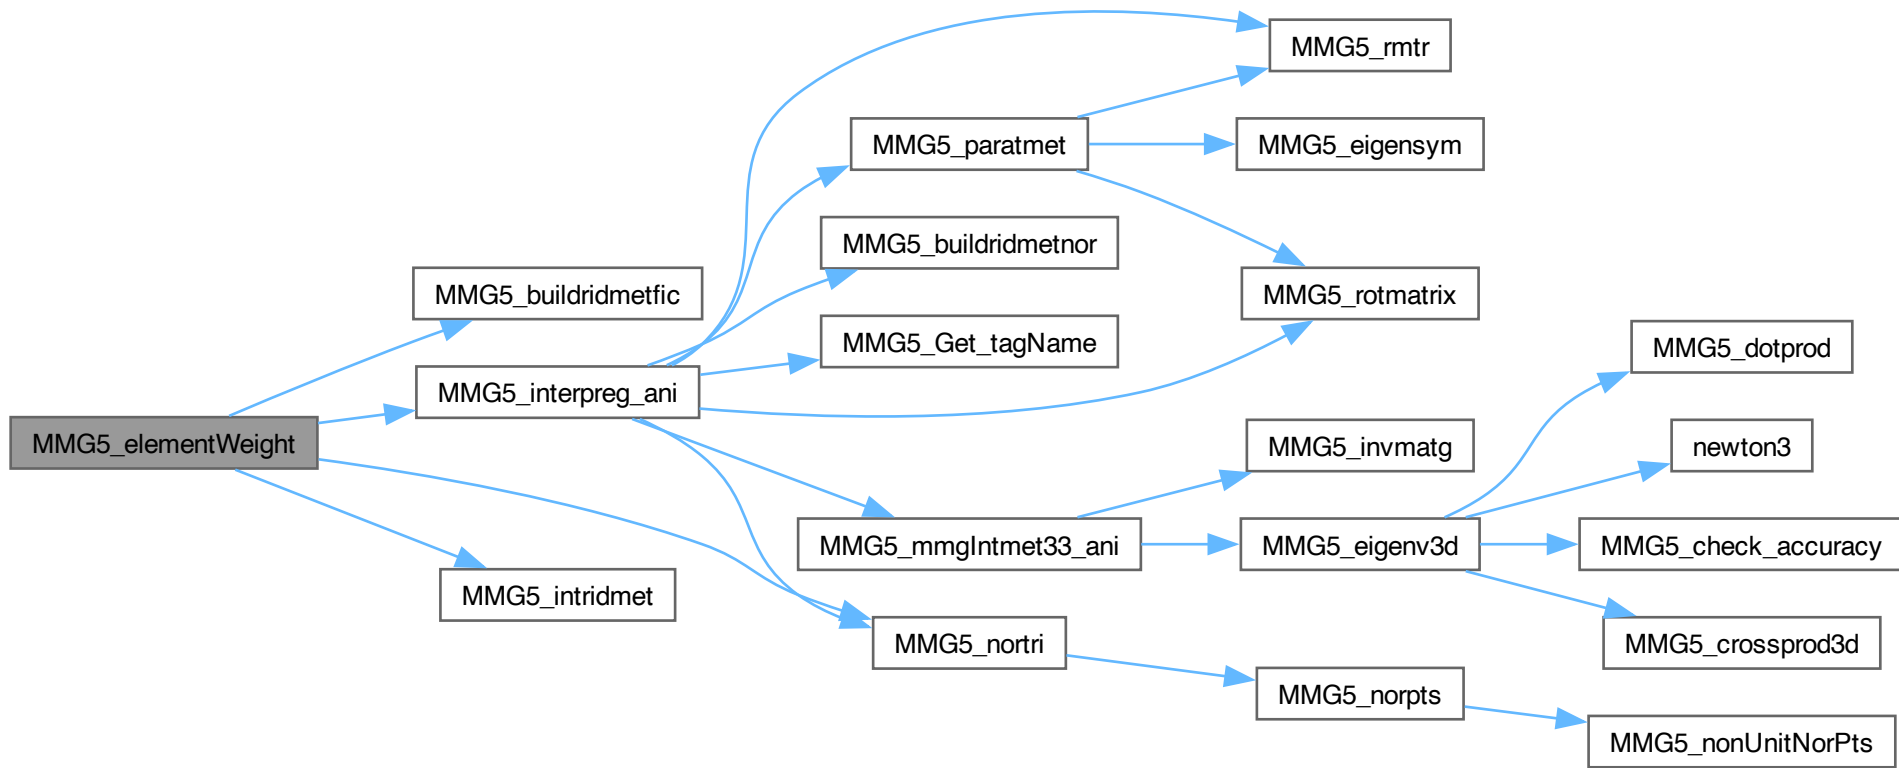 MMG5_rmtr
MMG5_paratmet
MMG5_eigensym
MMG5_buildridmetnor
MMG5_buildridmetfic
MMG5_rotmatrix
MMG5_Get_tagName
MMG5_dotprod
MMG5_interpreg_ani
MMG5_elementWeight
MMG5_invmatg
newton3
MMG5_mmgIntmet33_ani
MMG5_eigenv3d
MMG5_check_accuracy
MMG5_intridmet
MMG5_nortri
MMG5_crossprod3d
MMG5_norpts
MMG5_nonUnitNorPts